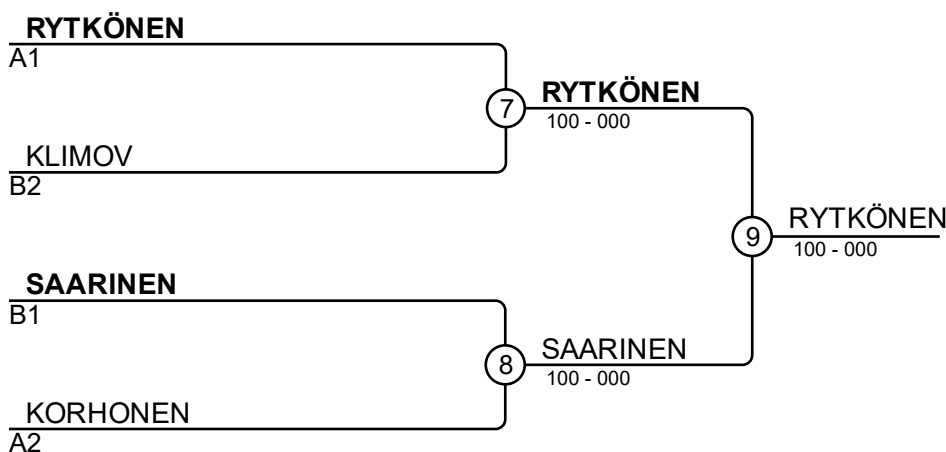 RYTKÖNEN
A1
7
RYTKÖNEN
100 - 000
KLIMOV
B2
9
RYTKÖNEN
100 - 000
SAARINEN
B1
8
SAARINEN
100 - 000
KORHONEN
A2